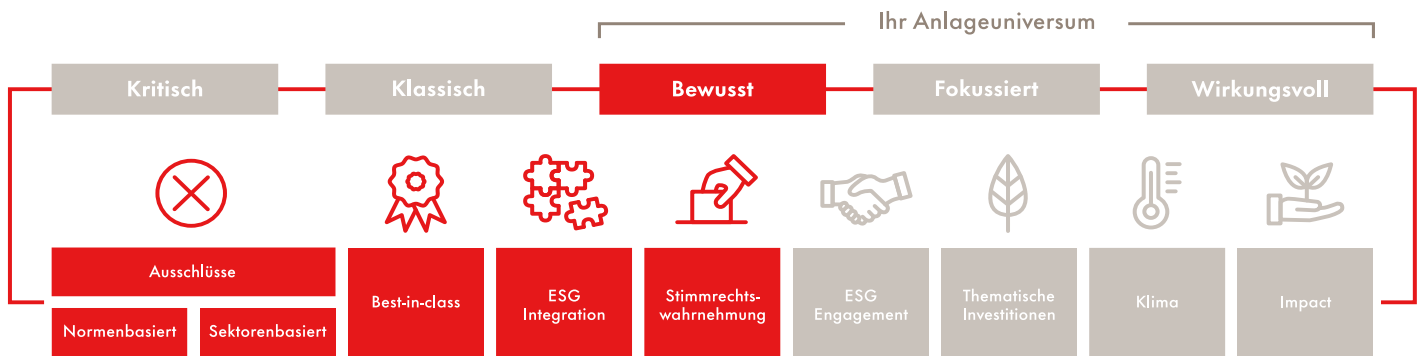 Ihr Anlageuniversum
Kritisch
Klassisch
Bewusst
Fokussiert
Wirkungsvoll
Ausschlüsse
Normenbasiert
Sektorenbasiert
Best-in-class
ESG
Integration
Stimmrechts-
wahrnehmung
ESG
Engagement
Thematische
Investitionen
Klima
Impact